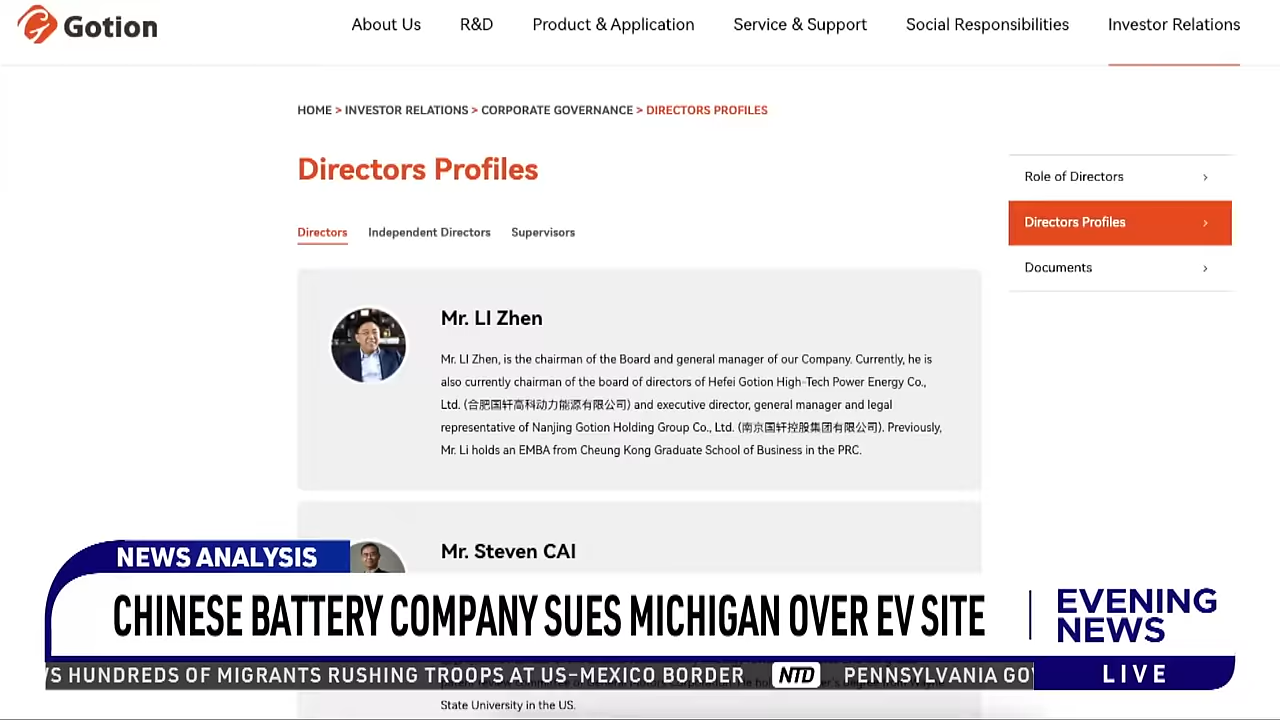 Gotion
About Us
R&D
Product & Application
Service & Support
Social Responsibilities
Investor Relations
HOME > INVESTOR RELATIONS > CORPORATE GOVERNANCE > DIRECTORS PROFILES
Directors Profiles
Directors
Independent Directors
Supervisors
Role of Directors
Directors Profiles
Documents
Mr. LI Zhen
Mr. LI Zhen, is the chairman of the Board and general manager of our Company. Currently, he is
also currently chairman of the board of directors of Hefei Gotion High-Tech Power Energy Co.,
Ltd. (合肥国轩高科动力能源有限公司) and executive director, general manager and legal
representative of Nanjing Gotion Holding Group Co., Ltd. (南京国轩控股集团有限公司). Previously,
Mr. Li holds an EMBA from Cheung Kong Graduate School of Business in the PRC.
Mr. Steven CAI
NEWS ANALYSIS
CHINESE BATTERY COMPANY SUES MICHIGAN OVER EV SITE
EVENING
NEWS
S HUNDREDS OF MIGRANTS RUSHING TROOPS AT US-MEXICO BORDER
NTD
PENNSYLVANIA
LIVE
State University in the US.